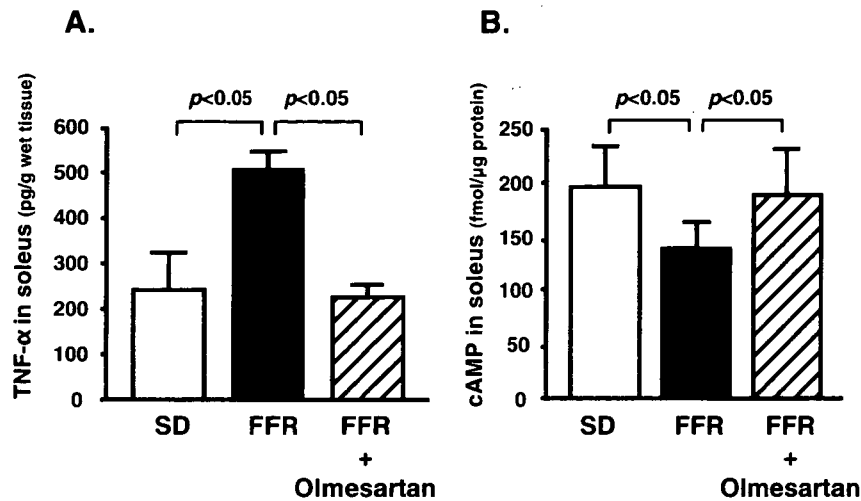 A.
p<0.05 p<0.05
TNF-α in soleus (pg/g wet tissue)
600
500
400
300
200
100
0
SD FFR FFR
+
Olmesartan
B.
p<0.05 p<0.05
cAMP in soleus (fmol/μg protein)
250
200
150
100
50
0
SD FFR FFR
+
Olmesartan